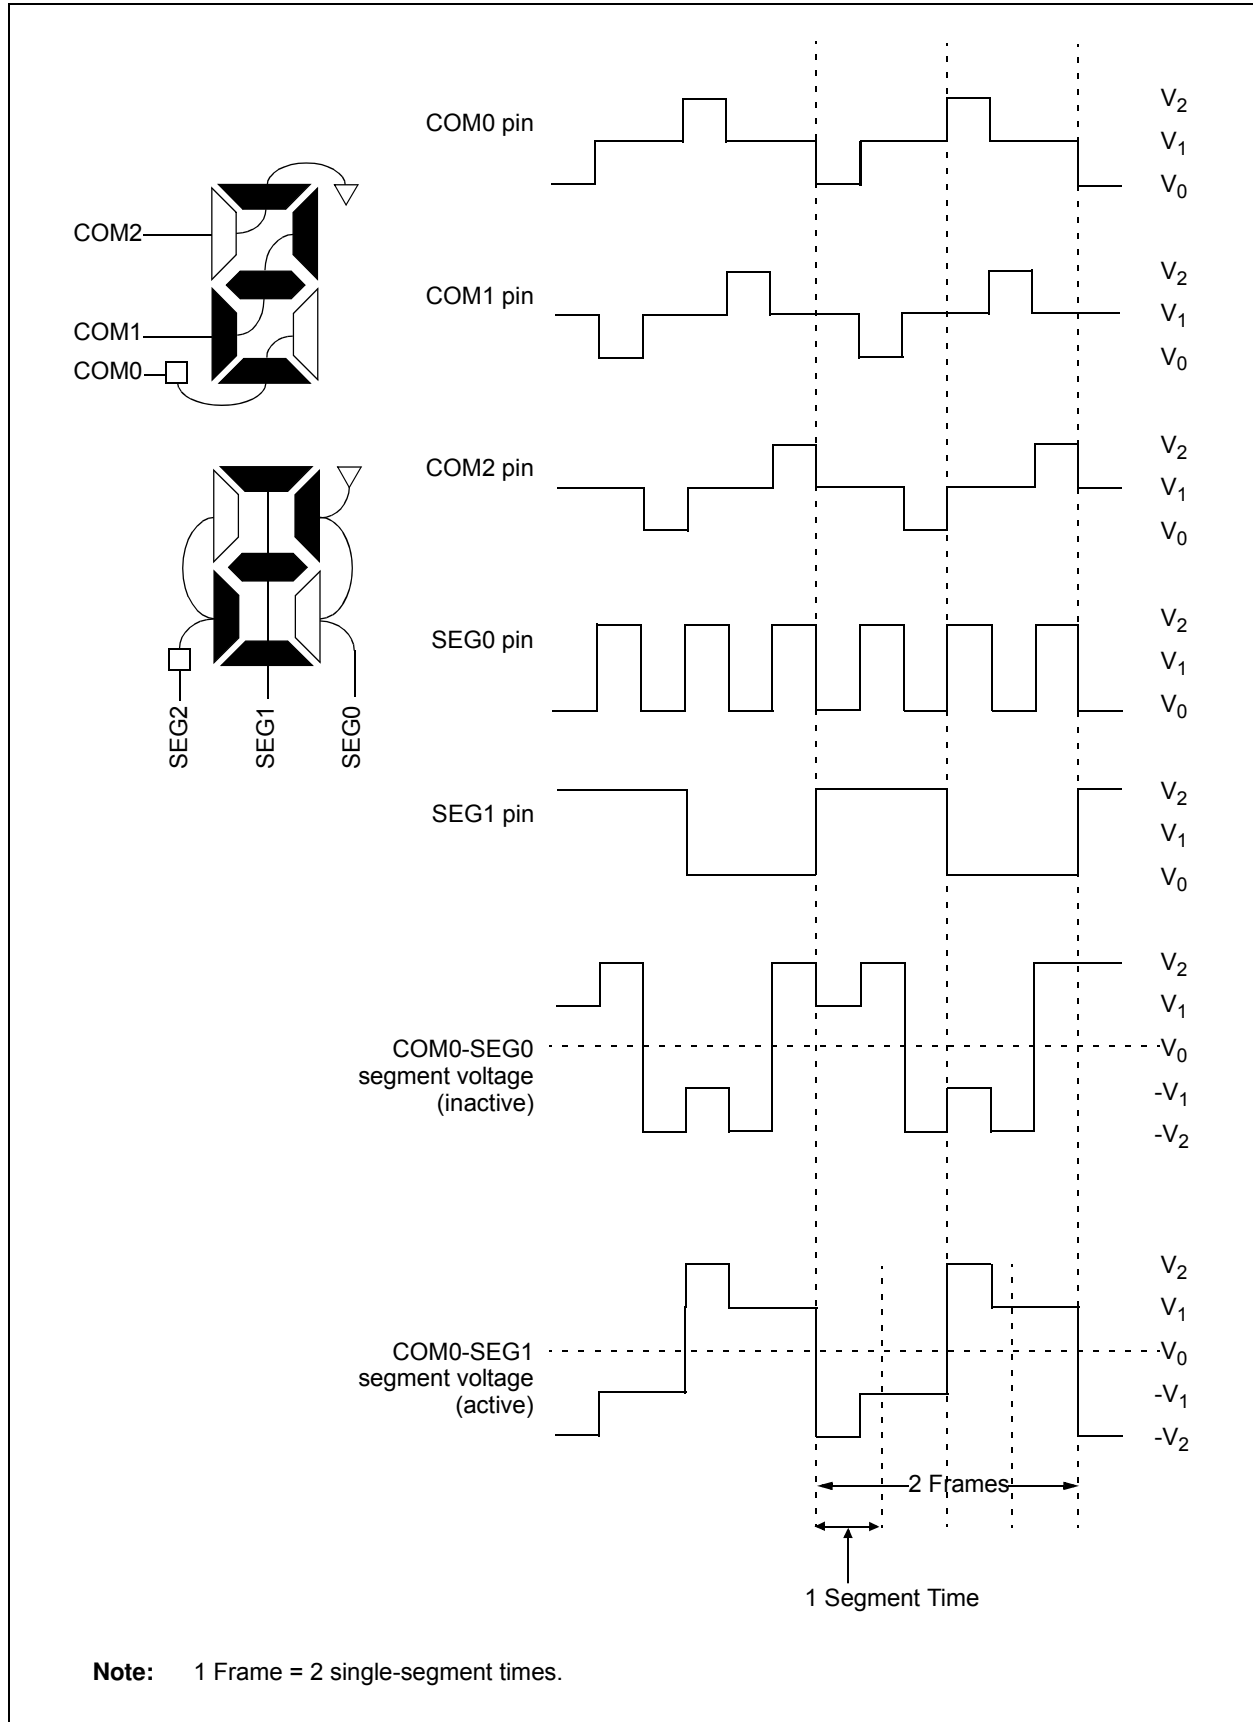 COM0 pin
V2
V1
V0
COM2
COM1
COM0
COM1 pin
V2
V1
V0
COM2 pin
V2
V1
V0
SEG2
SEG1
SEG0
SEG0 pin
V2
V1
V0
SEG1 pin
V2
V1
V0
COM0-SEG0
segment voltage
(inactive)
V2
V1
V0
-V1
-V2
COM0-SEG1
segment voltage
(active)
V2
V1
V0
-V1
-V2
2 Frames
1 Segment Time
Note: 1 Frame = 2 single-segment times.